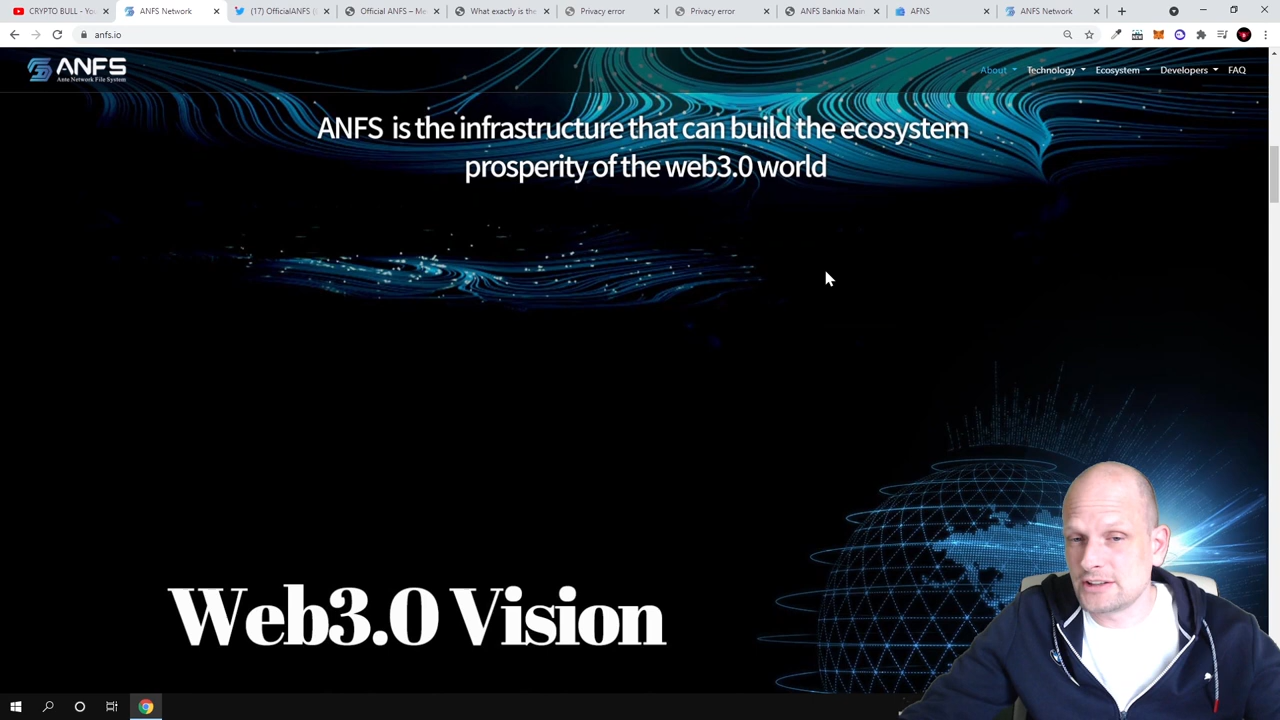 CRYPTO BULL - You
ANFS Network
(17) OfficialANFS (
Official ANFS – Me
What exactly is the
Privacy error
Privacy error
ANFS Bankia Main
AFNS
ANFS Network
anfs.io
ANFS
Ante Network File System
About
Technology
Ecosystem
Developers
FAQ
ANFS is the infrastructure that can build the ecosystem
prosperity of the web3.0 world
Web3.0 Vision